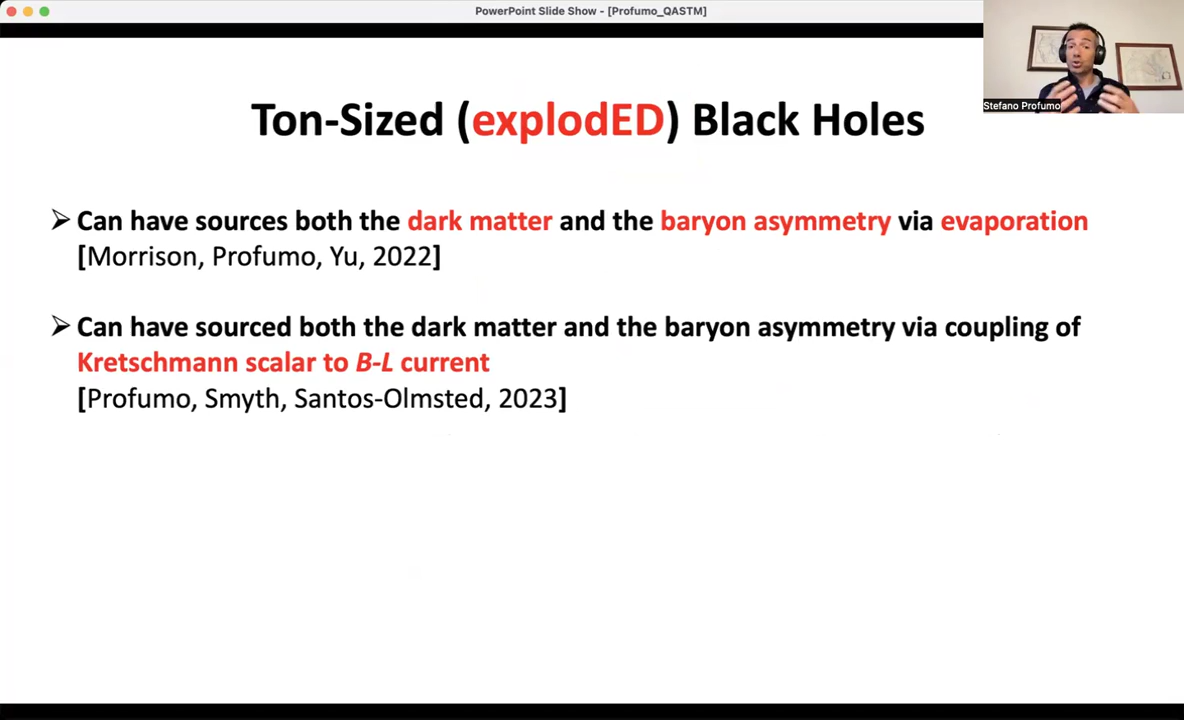 PowerPoint Slide Show - [Profumo_QASTM]
Stefano Profumo
Ton-Sized (explodED) Black Holes
➢ Can have sources both the dark matter and the baryon asymmetry via evaporation
[Morrison, Profumo, Yu, 2022]
➢ Can have sourced both the dark matter and the baryon asymmetry via coupling of
Kretschmann scalar to B-L current
[Profumo, Smyth, Santos-Olmsted, 2023]